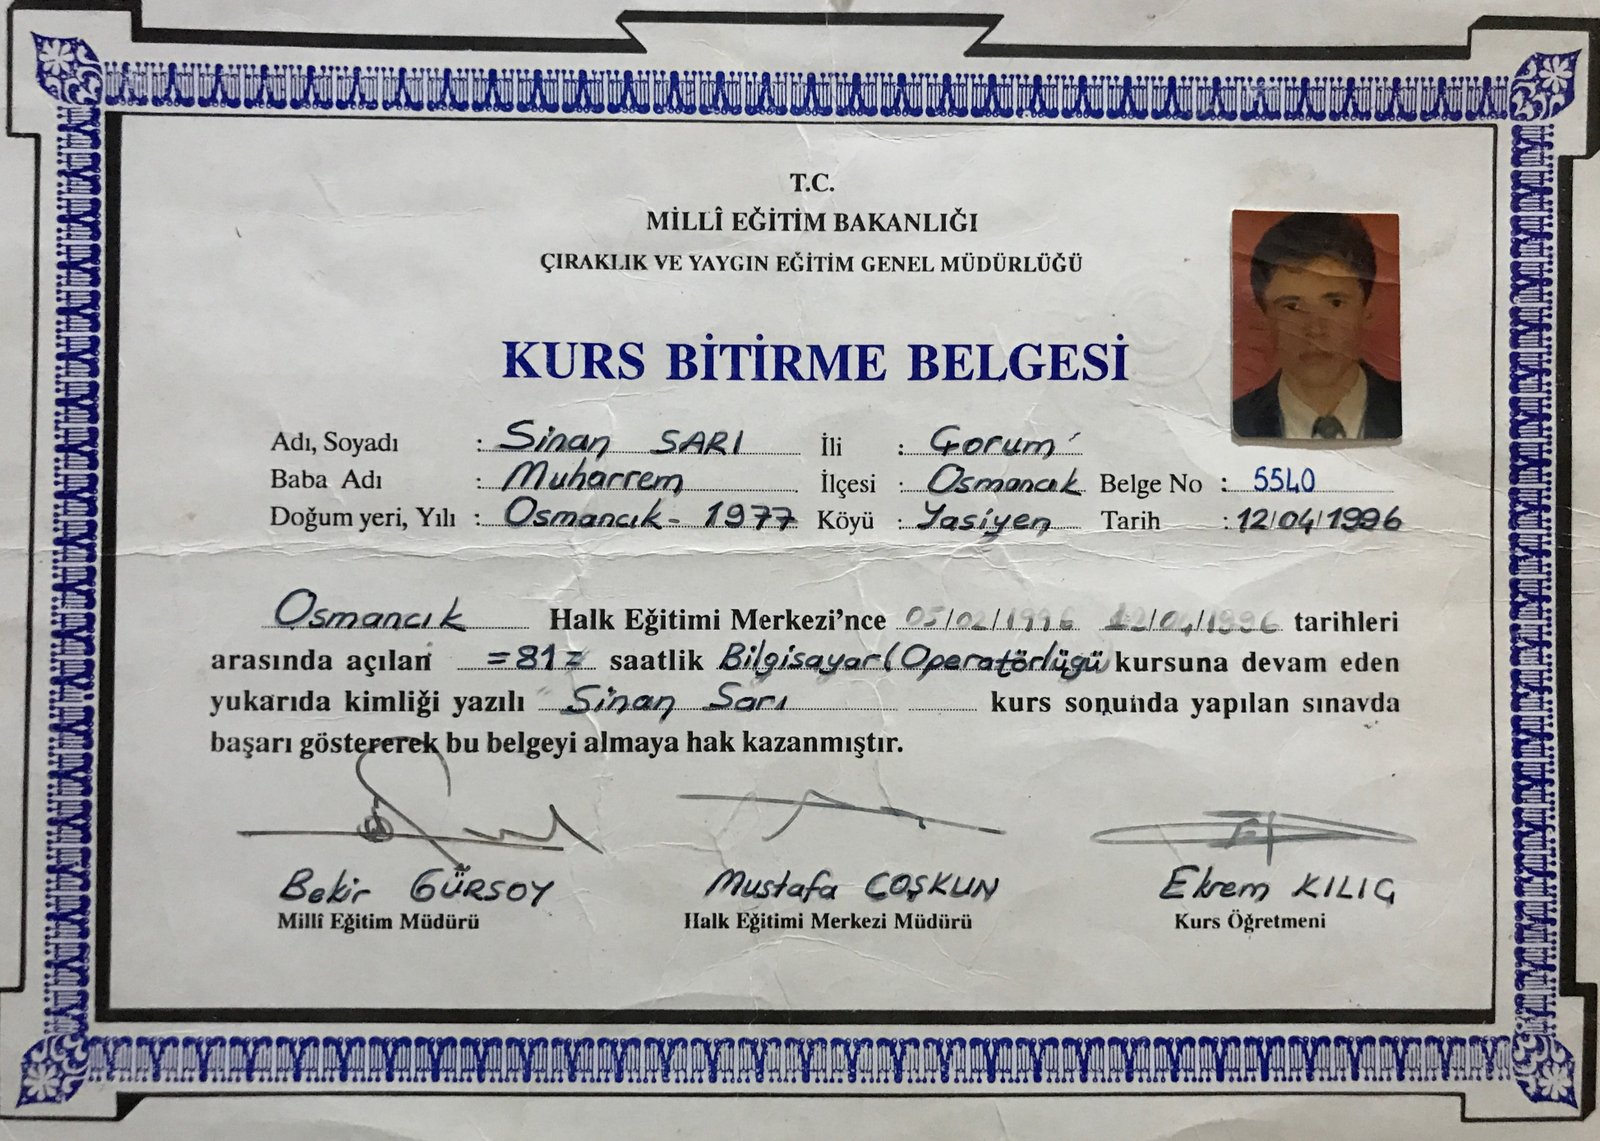 T.C.
MİLLÎ EĞİTİM BAKANLIĞI
ÇIRAKLIK VE YAYGIN EĞİTİM GENEL MÜDÜRLÜĞÜ
KURS BİTİRME BELGESİ
Adı, Soyadı : Sinan SARI İli : Çorum
Baba Adı : Muharrem İlçesi : Osmancık Belge No : 5540
Doğum yeri, Yılı : Osmancık - 1977 Köyü : Yasiyen Tarih : 12/04/1996
Osmancık Halk Eğitimi Merkezi'nce 05/02/1996 12/04/1996 tarihleri
arasında açılan =81= saatlik Bilgisayar (Operatörlüğü kursuna devam eden
yukarıda kimliği yazılı Sinan Sarı kurs sonunda yapılan sınavda
başarı göstererek bu belgeyi almaya hak kazanmıştır.
Bekir GÜRSOY Mustafa COŞKUN Ekrem KILIÇ
Millî Eğitim Müdürü Halk Eğitimi Merkezi Müdürü Kurs Öğretmeni